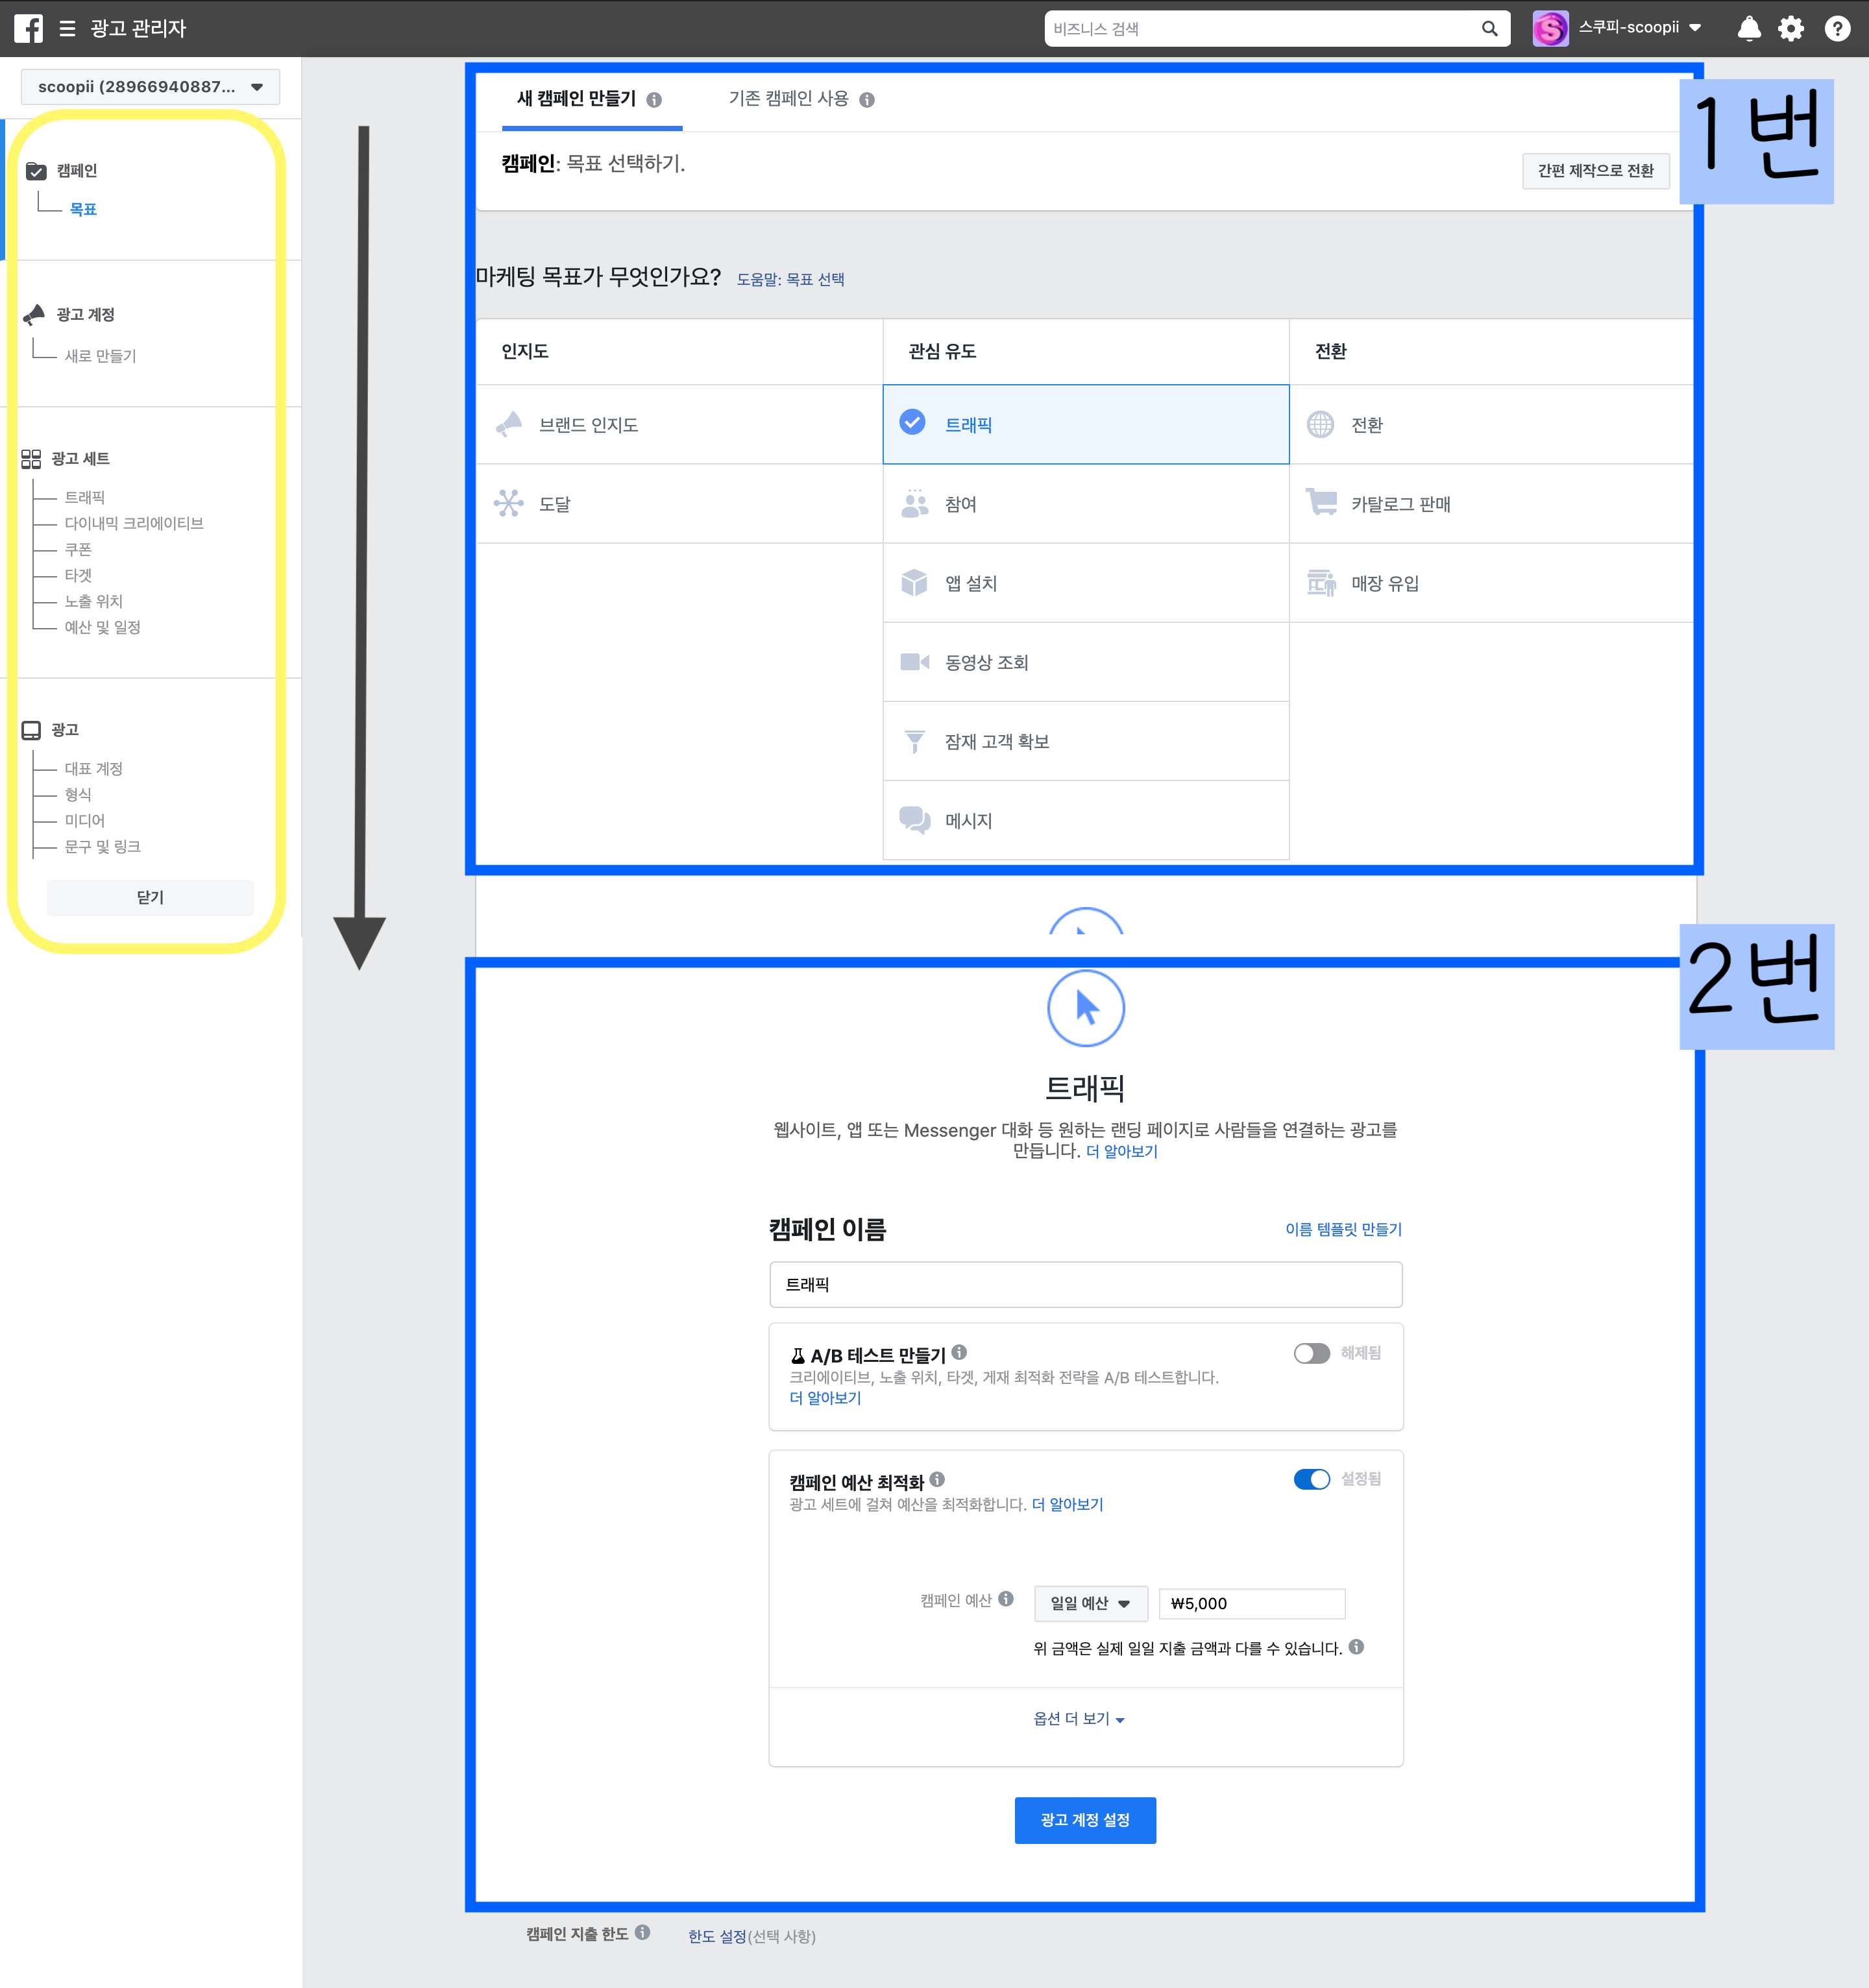 광고 관리자
비즈니스 검색
스쿠피-scoopii
scoopii (28966940887...
캠페인
목표
광고 계정
새로 만들기
광고 세트
트래픽
다이내믹 크리에이티브
쿠폰
타겟
노출 위치
예산 및 일정
광고
대표 계정
형식
미디어
문구 및 링크
닫기
새 캠페인 만들기
기존 캠페인 사용
1번
캠페인: 목표 선택하기.
간편 제작으로 전환
마케팅 목표가 무엇인가요? 도움말: 목표 선택
인지도
관심 유도
전환
브랜드 인지도
트래픽
전환
도달
참여
카탈로그 판매
앱 설치
매장 유입
동영상 조회
잠재 고객 확보
메시지
2번
트래픽
웹사이트, 앱 또는 Messenger 대화 등 원하는 랜딩 페이지로 사람들을 연결하는 광고를
만듭니다. 더 알아보기
캠페인 이름
이름 템플릿 만들기
트래픽
A/B 테스트 만들기
해제됨
크리에이티브, 노출 위치, 타겟, 게재 최적화 전략을 A/B 테스트합니다.
더 알아보기
캠페인 예산 최적화
설정됨
광고 세트에 걸쳐 예산을 최적화합니다. 더 알아보기
캠페인 예산
일일 예산
₩5,000
위 금액은 실제 일일 지출 금액과 다를 수 있습니다.
옵션 더 보기
광고 계정 설정
캠페인 지출 한도
한도 설정(선택 사항)